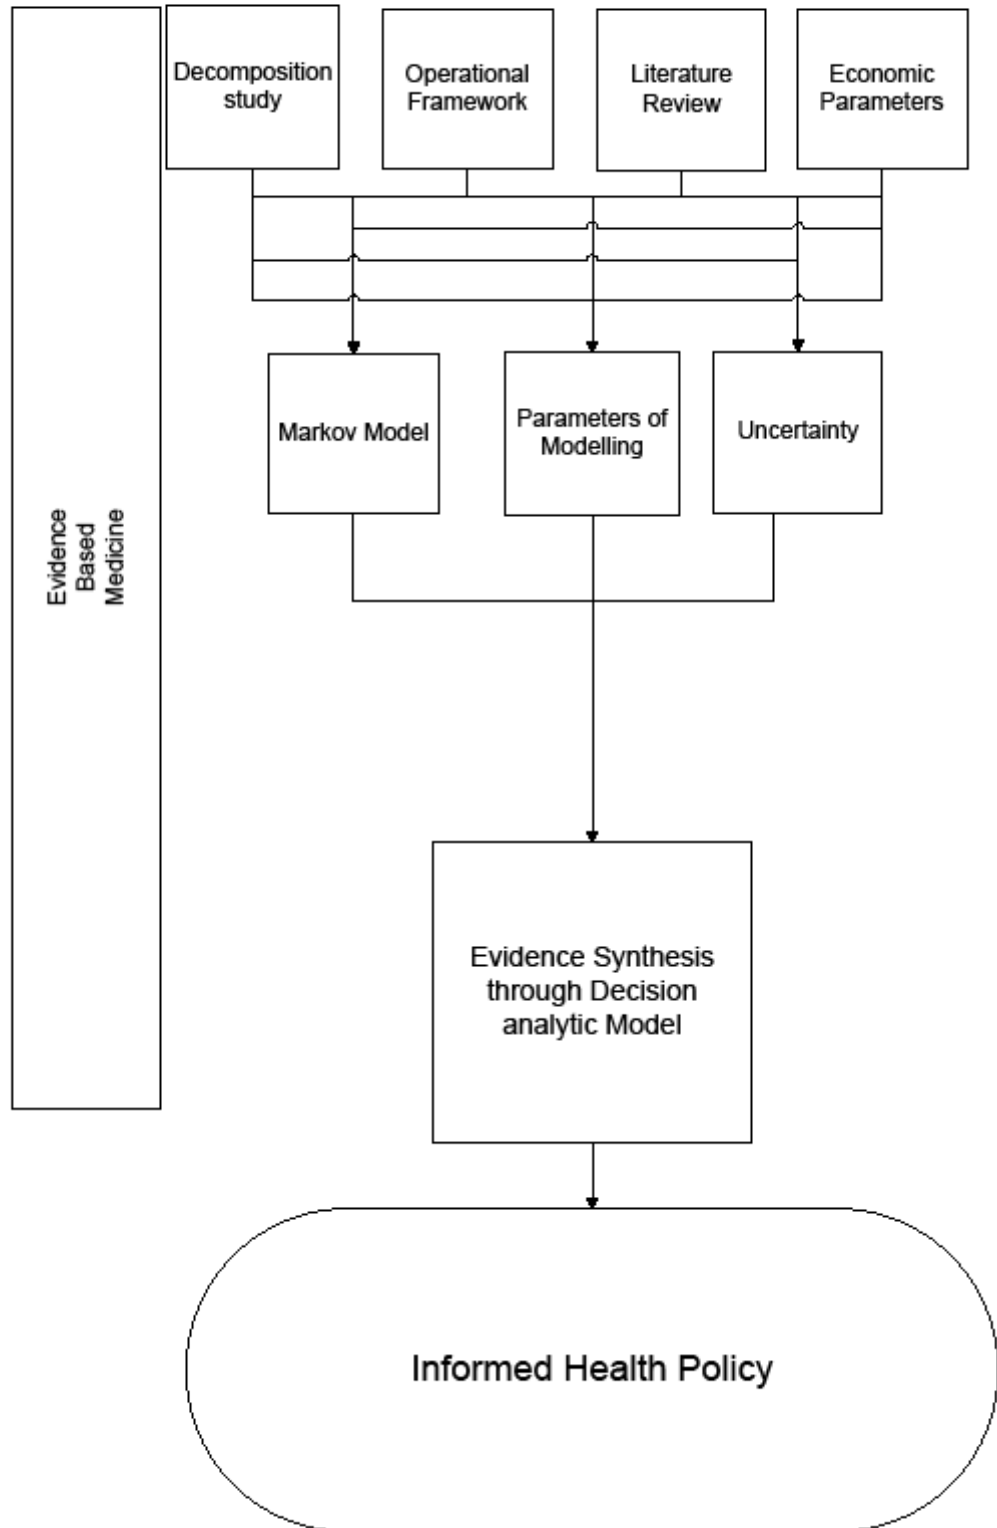 Decomposition
study
Operational
Framework
Literature
Review
Economic
Parameters
Markov Model
Parameters of
Modelling
Uncertainty
Evidence
Based
Medicine
Evidence Synthesis
through Decision
analytic Model
Informed Health Policy